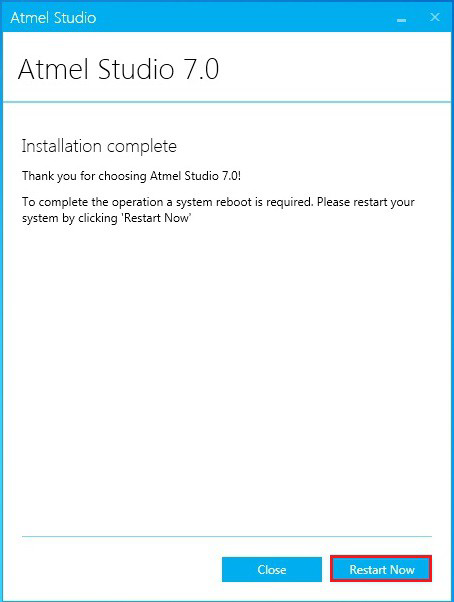 Atmel Studio
Atmel Studio 7.0
Installation complete
Thank you for choosing Atmel Studio 7.0!
To complete the operation a system reboot is required. Please restart your
system by clicking 'Restart Now'
Close
Restart Now